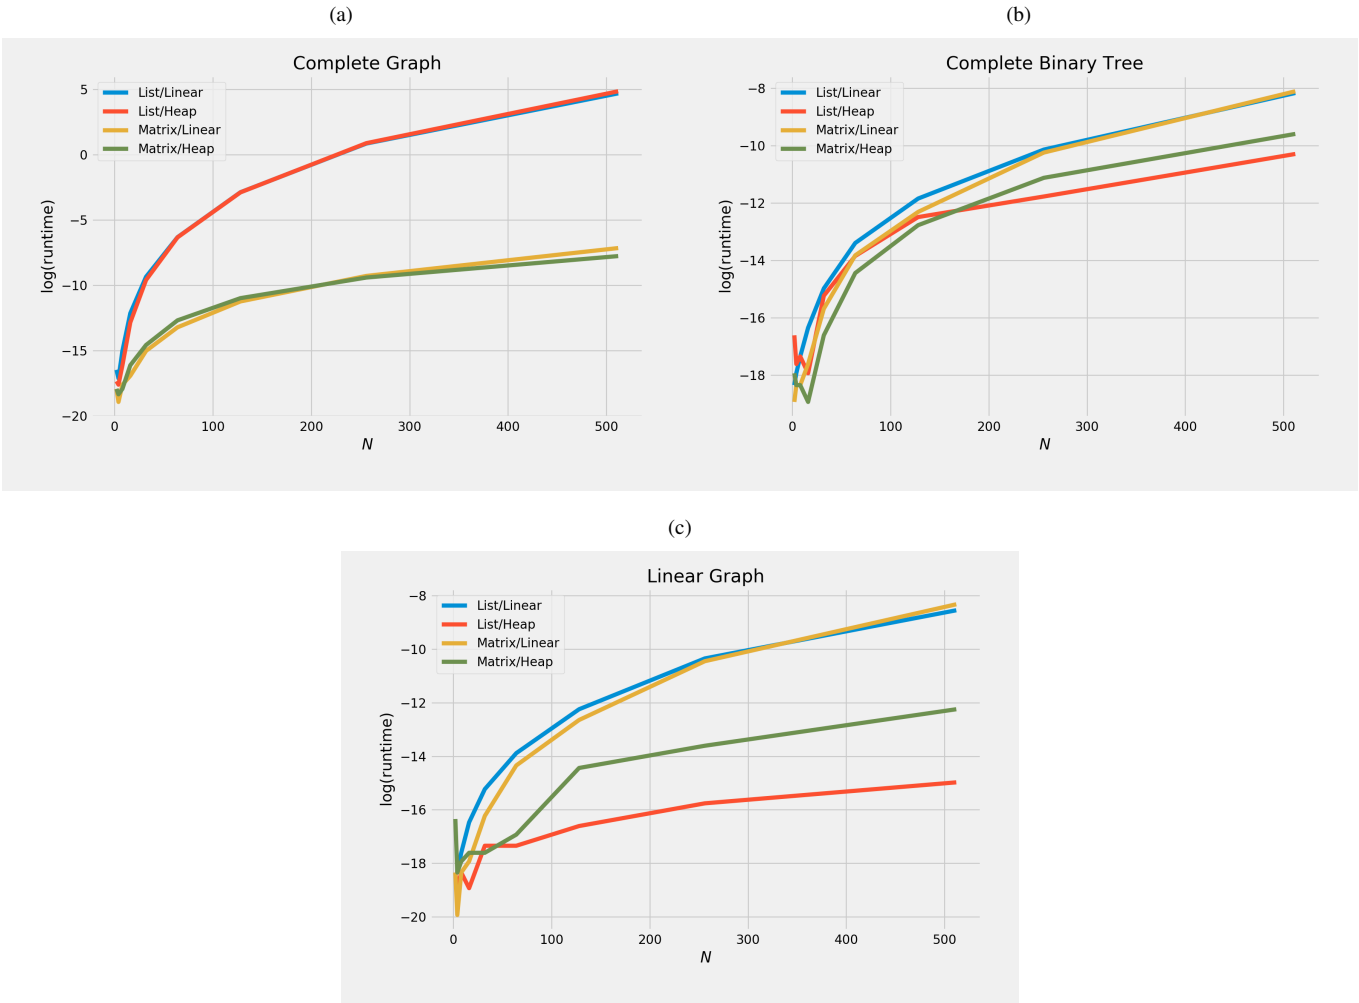 (a)
Complete Graph
List/Linear
List/Heap
Matrix/Linear
Matrix/Heap
5
0
−5
−10
−15
−20
log(runtime)
0 100 200 300 400 500
N
(b)
Complete Binary Tree
List/Linear
List/Heap
Matrix/Linear
Matrix/Heap
−8
−10
−12
−14
−16
−18
log(runtime)
0 100 200 300 400 500
N
(c)
Linear Graph
List/Linear
List/Heap
Matrix/Linear
Matrix/Heap
−8
−10
−12
−14
−16
−18
−20
log(runtime)
0 100 200 300 400 500
N